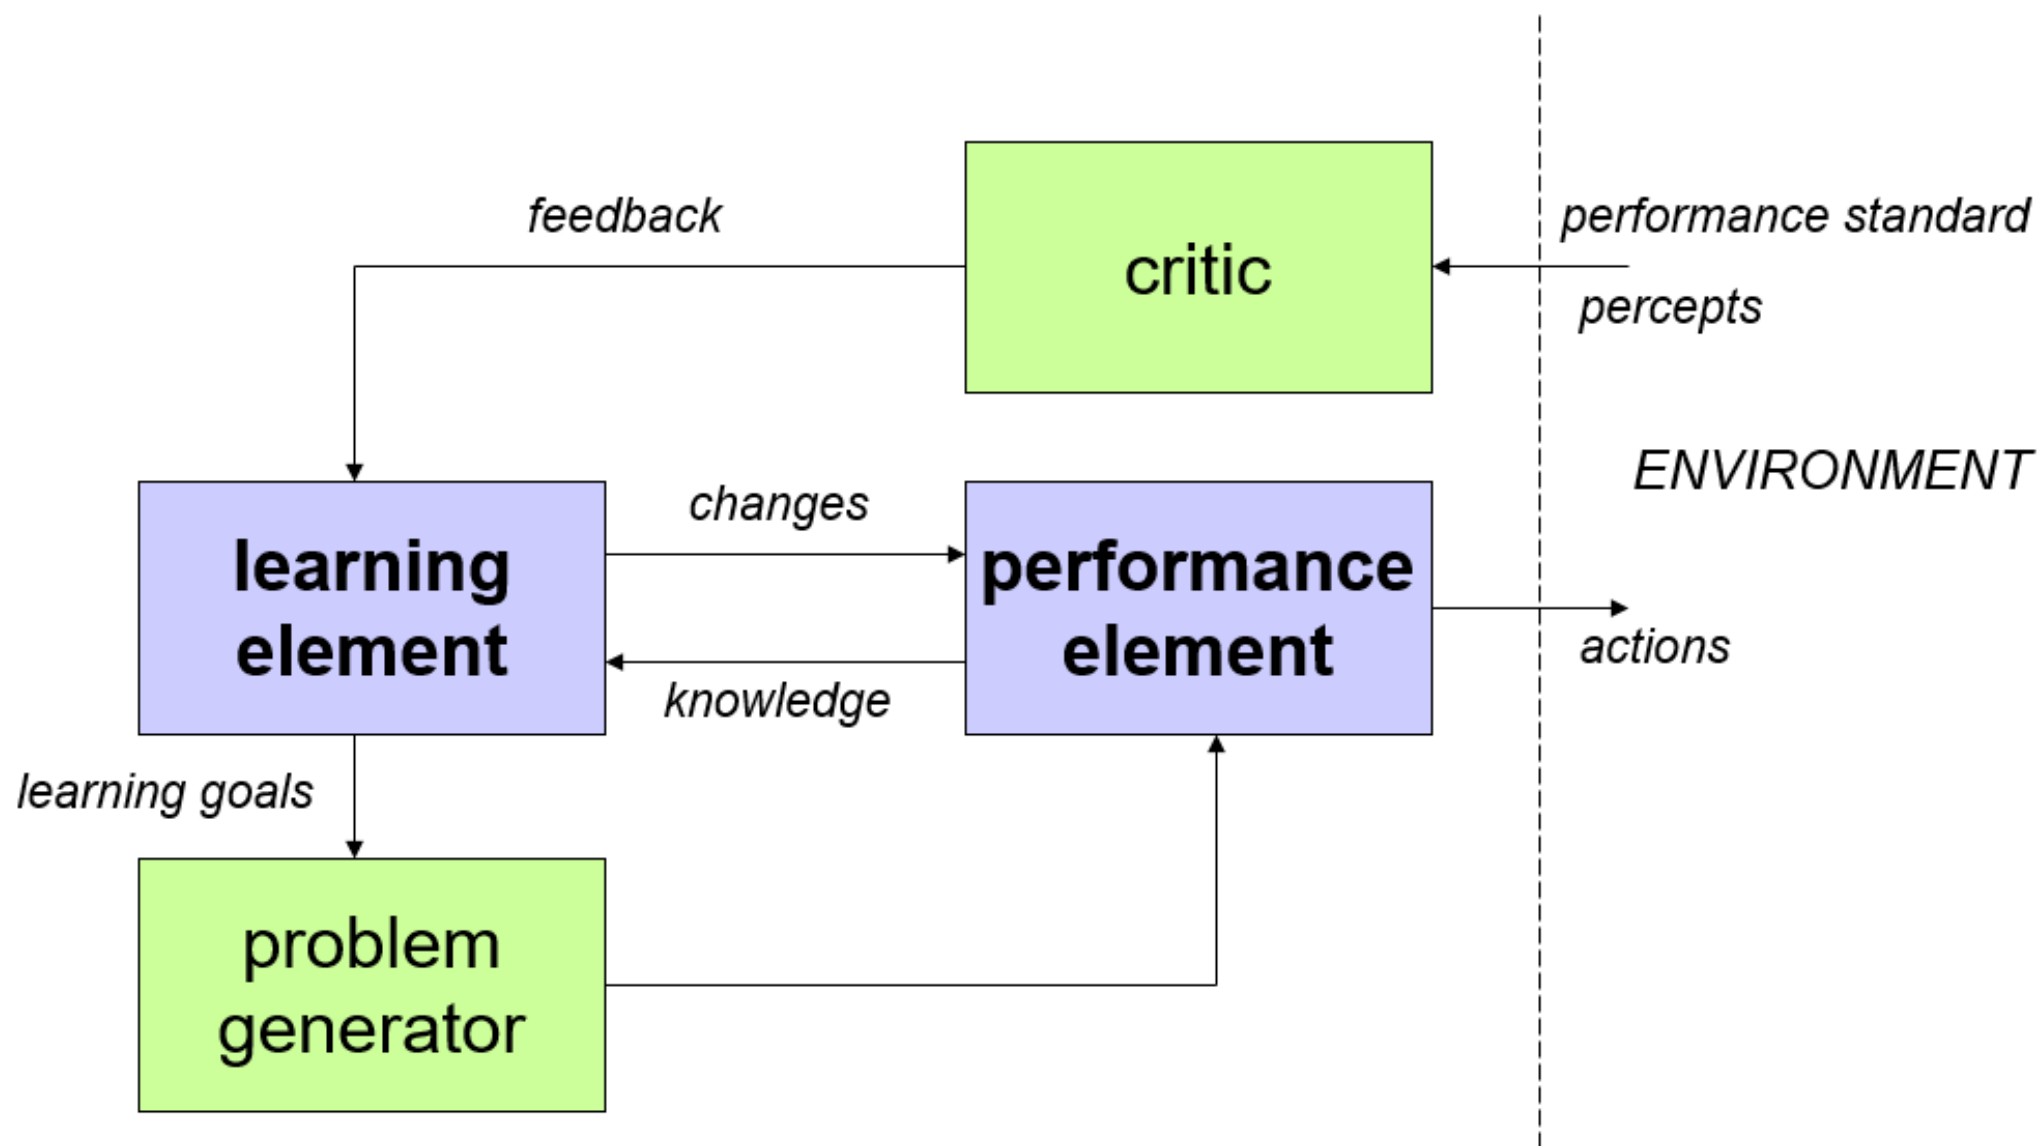 feedback
critic
performance standard
percepts
ENVIRONMENT
learning
element
changes
knowledge
performance
element
actions
learning goals
problem
generator